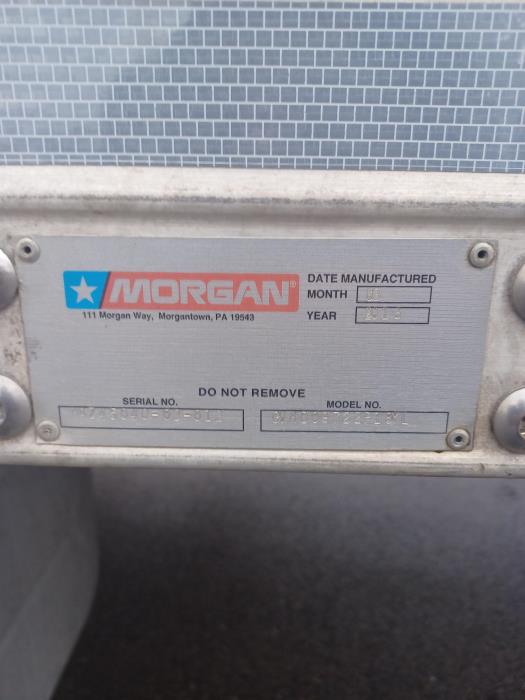 MORGAN®
111 Morgan Way, Morgantown, PA 19543
DATE MANUFACTURED
MONTH
YEAR
DO NOT REMOVE
SERIAL NO.
MODEL NO.